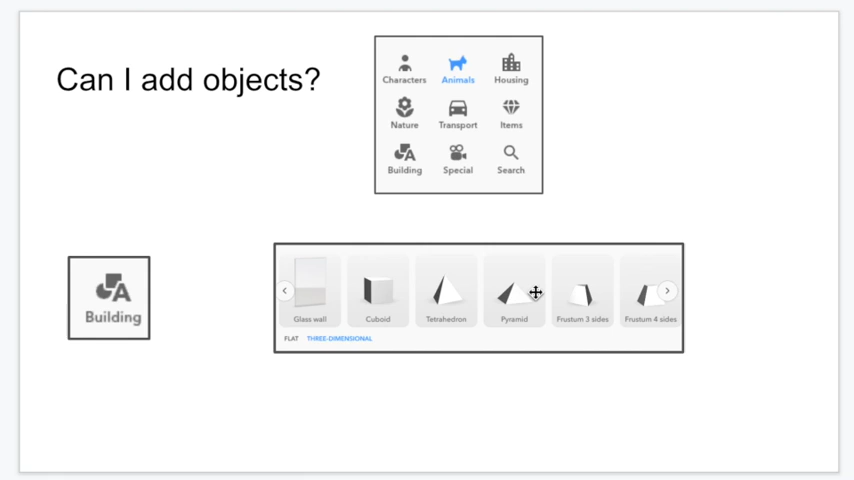 Can I add objects?
Characters Animals Housing
Nature Transport Items
Building Special Search
Building
Glass wall Cuboid Tetrahedron Pyramid Frustum 3 sides Frustum 4 sides
FLAT THREE-DIMENSIONAL